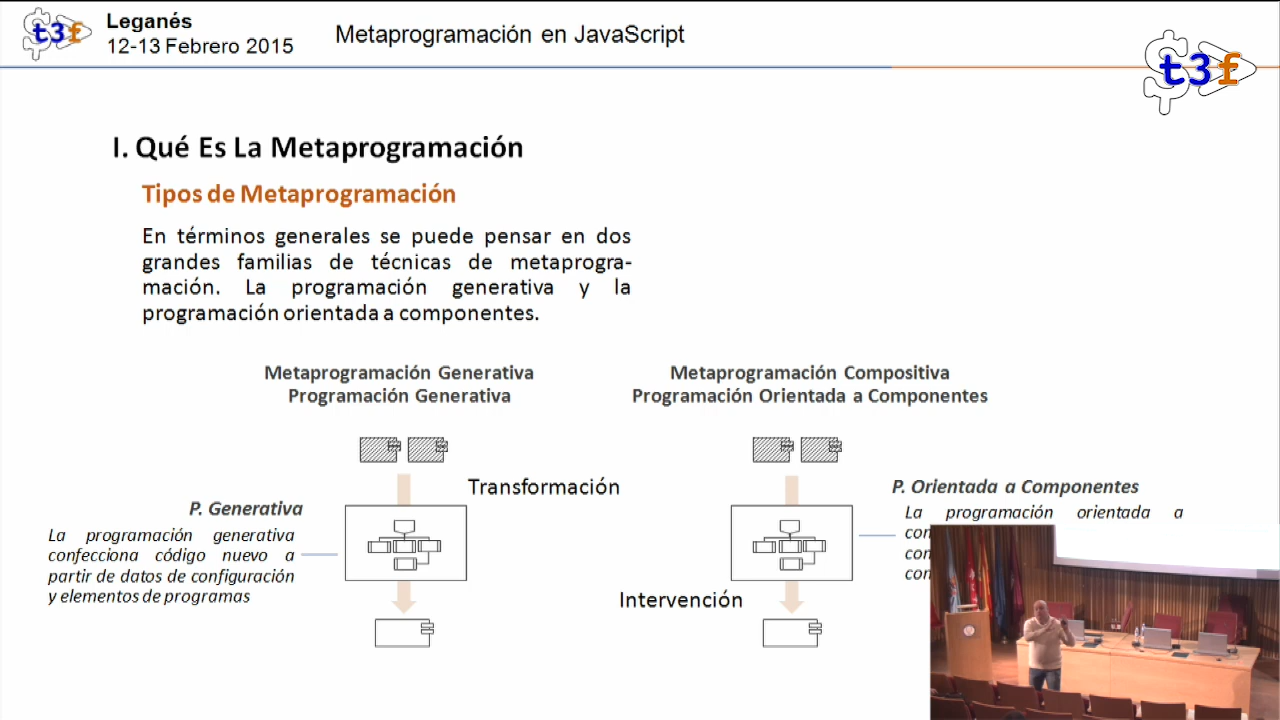 t3f
Leganés
12-13 Febrero 2015
Metaprogramación en JavaScript
t3f
I. Qué Es La Metaprogramación
Tipos de Metaprogramación
En términos generales se puede pensar en dos
grandes familias de técnicas de metaprogra-
mación. La programación generativa y la
programación orientada a componentes.
Metaprogramación Generativa
Programación Generativa
Metaprogramación Compositiva
Programación Orientada a Componentes
Transformación
P. Generativa
La programación generativa
confecciona código nuevo a
partir de datos de configuración
y elementos de programas
P. Orientada a Componentes
La programación orientada a
con
con
con
Intervención